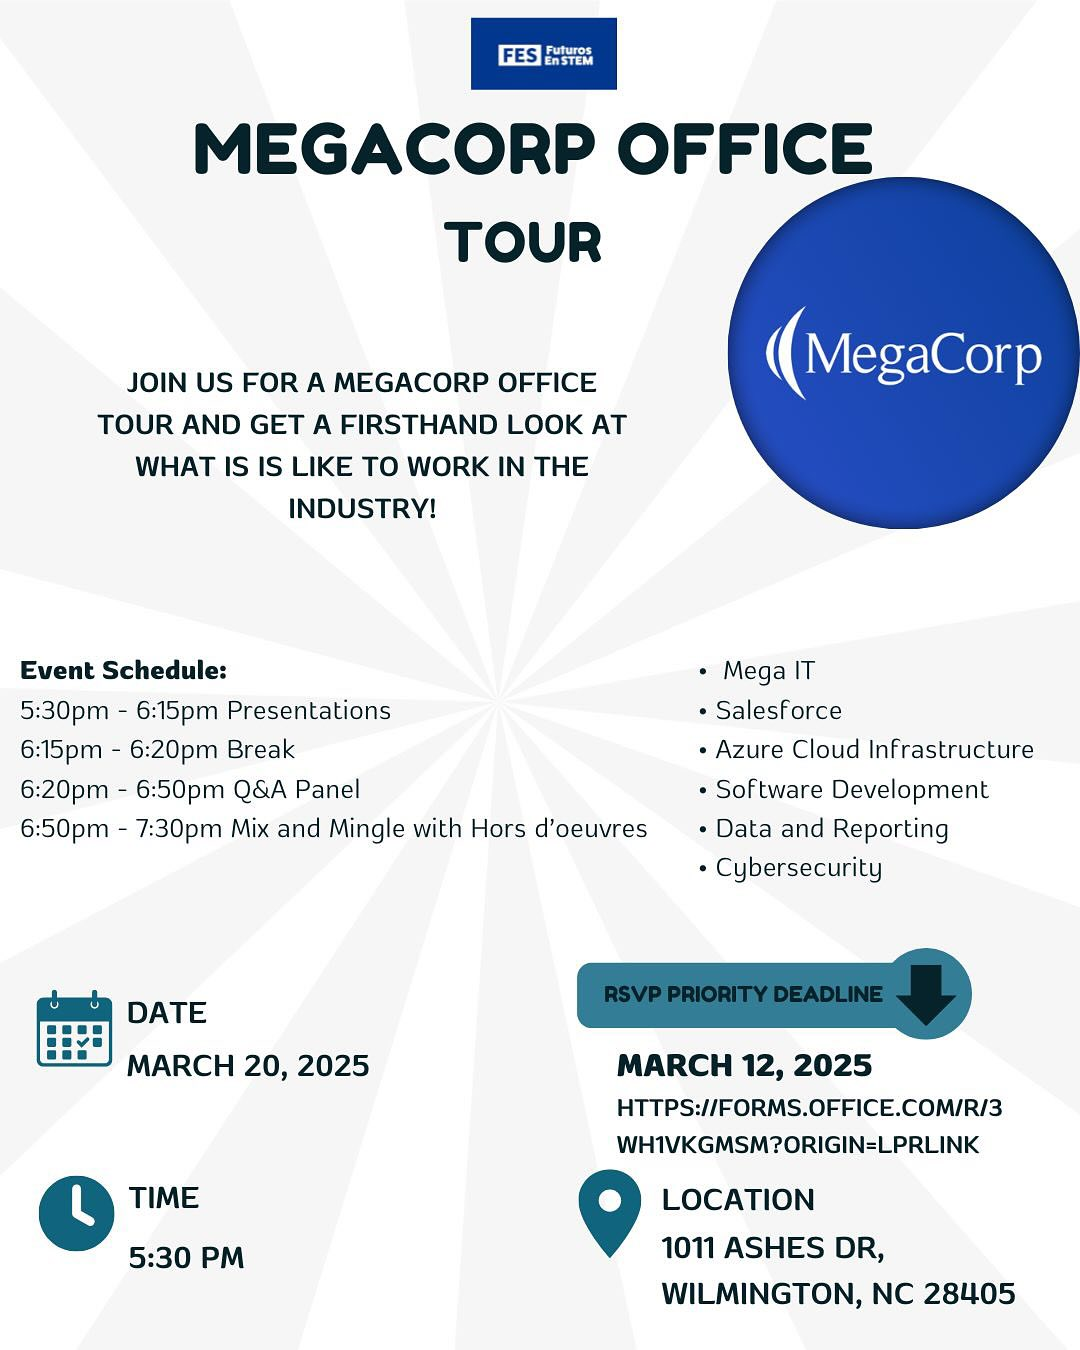 FES Futuros
En STEM
MEGACORP OFFICE
TOUR
MegaCorp
JOIN US FOR A MEGACORP OFFICE
TOUR AND GET A FIRSTHAND LOOK AT
WHAT IS IS LIKE TO WORK IN THE
INDUSTRY!
Event Schedule:
5:30pm - 6:15pm Presentations
6:15pm - 6:20pm Break
6:20pm - 6:50pm Q&A Panel
6:50pm - 7:30pm Mix and Mingle with Hors d'oeuvres
• Mega IT
• Salesforce
• Azure Cloud Infrastructure
• Software Development
• Data and Reporting
• Cybersecurity
DATE
MARCH 20, 2025
RSVP PRIORITY DEADLINE
MARCH 12, 2025
HTTPS://FORMS.OFFICE.COM/R/3
WH1VKGMSM?ORIGIN=LPRLINK
TIME
5:30 PM
LOCATION
1011 ASHES DR,
WILMINGTON, NC 28405